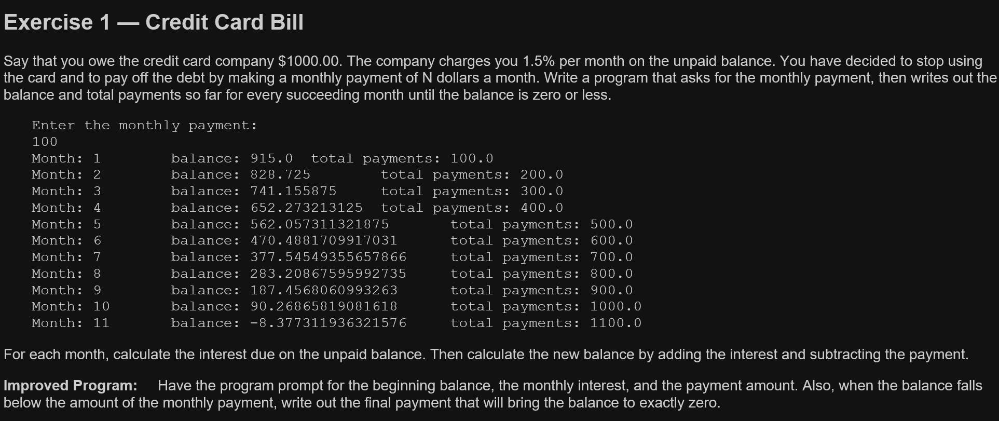 Exercise 1 — Credit Card Bill
Say that you owe the credit card company $1000.00. The company charges you 1.5% per month on the unpaid balance. You have decided to stop using
the card and to pay off the debt by making a monthly payment of N dollars a month. Write a program that asks for the monthly payment, then writes out the
balance and total payments so far for every succeeding month until the balance is zero or less.
Enter the monthly payment:
100
Month: 1 balance: 915.0 total payments: 100.0
Month: 2 balance: 828.725 total payments: 200.0
Month: 3 balance: 741.155875 total payments: 300.0
Month: 4 balance: 652.273213125 total payments: 400.0
Month: 5 balance: 562.057311321875 total payments: 500.0
Month: 6 balance: 470.4881709917031 total payments: 600.0
Month: 7 balance: 377.54549355657866 total payments: 700.0
Month: 8 balance: 283.20867595992735 total payments: 800.0
Month: 9 balance: 187.4568060993263 total payments: 900.0
Month: 10 balance: 90.26865819081618 total payments: 1000.0
Month: 11 balance: -8.377311936321576 total payments: 1100.0
For each month, calculate the interest due on the unpaid balance. Then calculate the new balance by adding the interest and subtracting the payment.
Improved Program: Have the program prompt for the beginning balance, the monthly interest, and the payment amount. Also, when the balance falls
below the amount of the monthly payment, write out the final payment that will bring the balance to exactly zero.